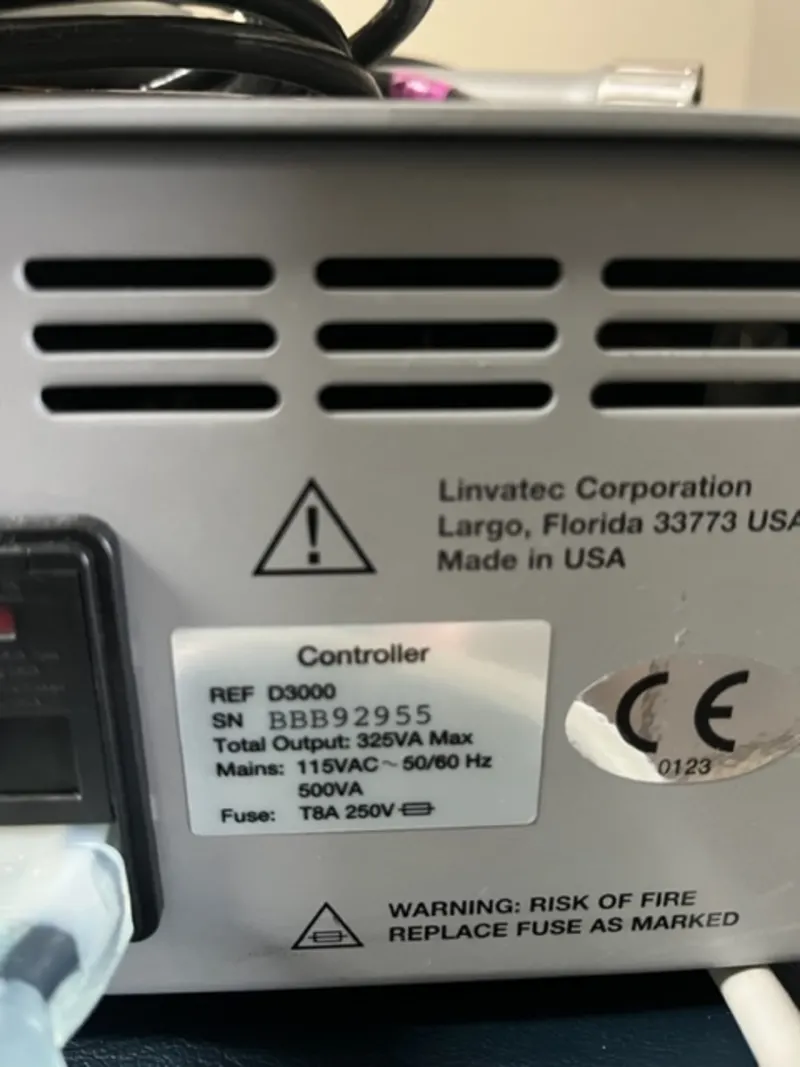 Linvatec Corporation
Largo, Florida 33773 USA
Made in USA
Controller
REF D3000
SN BBB92955
Total Output: 325VA Max
Mains: 115VAC~50/60 Hz
500VA
Fuse: T8A 250V
CE
0123
WARNING: RISK OF FIRE
REPLACE FUSE AS MARKED